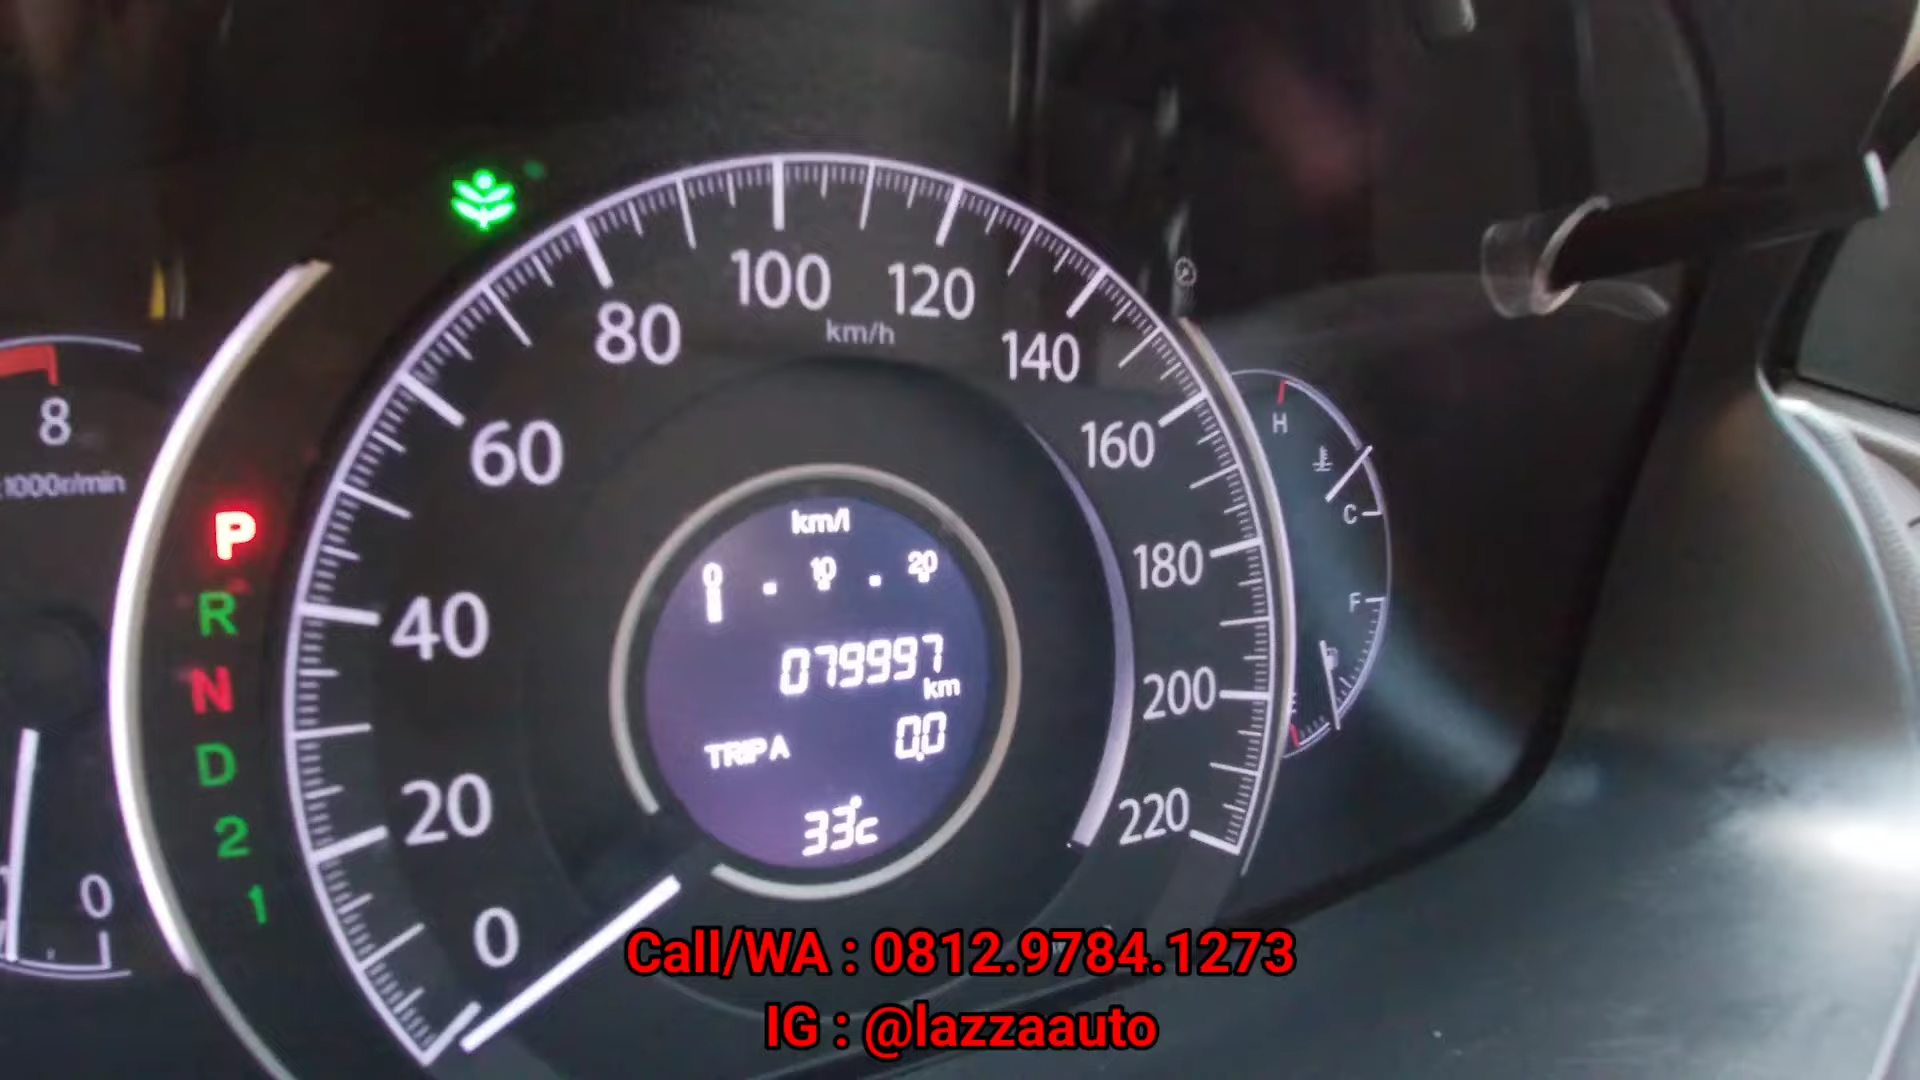 100
120
80
km/h
140
8
H
60
160
x1000r/min
C
km/l
P
0 10 20
180
R
F
40
079997
km
N
200
TRIP A 0.0
D
20
220
2
33°c
0
1
0
Call/WA : 0812.9784.1273
IG : @lazzaauto